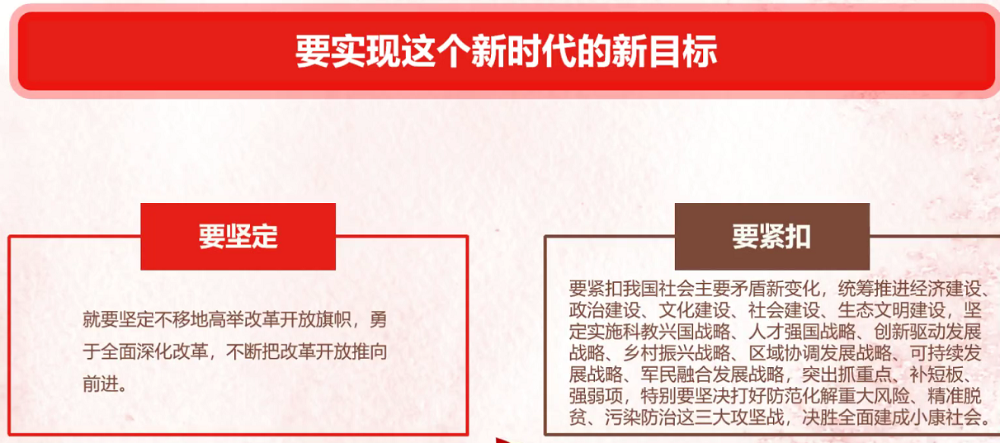 要实现这个新时代的新目标
要坚定
就要坚定不移地高举改革开放旗帜，勇
于全面深化改革，不断把改革开放推向
前进。
要紧扣
要紧扣我国社会主要矛盾新变化，统筹推进经济建设、
政治建设、文化建设、社会建设、生态文明建设，坚
定实施科教兴国战略、人才强国战略、创新驱动发展
战略、乡村振兴战略、区域协调发展战略、可持续发
展战略、军民融合发展战略，突出抓重点、补短板、
强弱项，特别要坚决打好防范化解重大风险、精准脱
贫、污染防治这三大攻坚战，决胜全面建成小康社会。